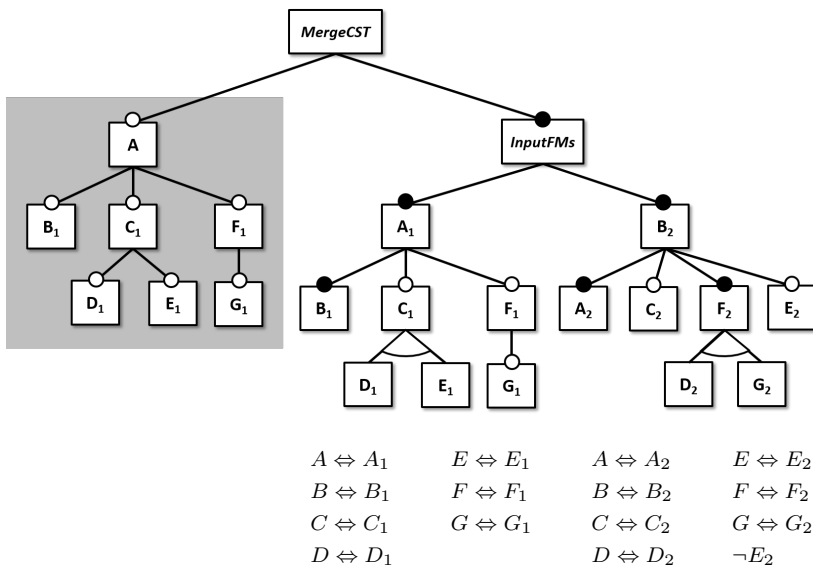 MergeCST
A
InputFMs
B₁ C₁ F₁
A₁ B₂
D₁ E₁ G₁
B₁ C₁ F₁ A₂ C₂ F₂ E₂
D₁ E₁ G₁ D₂ G₂
A ⇔ A₁ E ⇔ E₁ A ⇔ A₂ E ⇔ E₂
B ⇔ B₁ F ⇔ F₁ B ⇔ B₂ F ⇔ F₂
C ⇔ C₁ G ⇔ G₁ C ⇔ C₂ G ⇔ G₂
D ⇔ D₁ D ⇔ D₂ ¬E₂